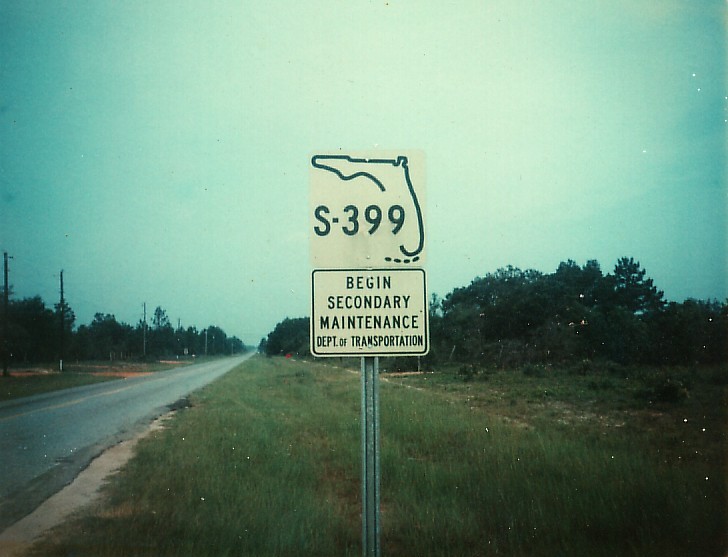 S-399
BEGIN
SECONDARY
MAINTENANCE
DEPT. OF TRANSPORTATION